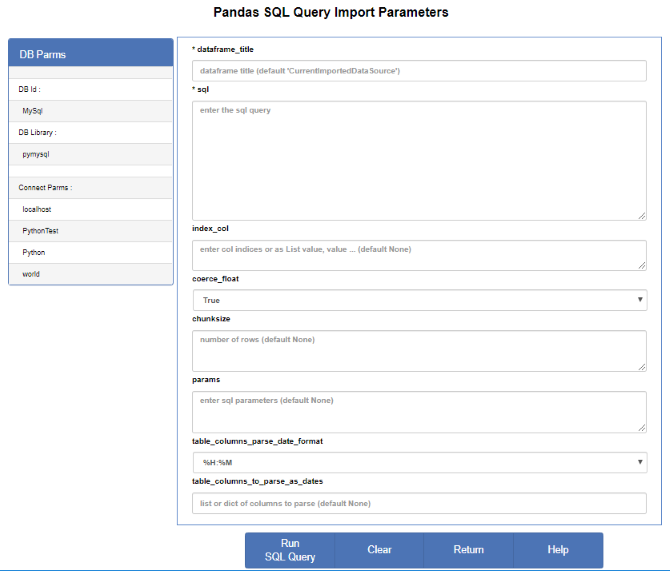 Pandas SQL Query Import Parameters
DB Parms
DB Id :
MySql
DB Library :
pymysql
Connect Parms :
localhost
PythonTest
Python
world
* dataframe_title
dataframe title (default 'CurrentImportedDataSource')
* sql
enter the sql query
index_col
enter col indices or as List value, value ... (default None)
coerce_float
True
chunksize
number of rows (default None)
params
enter sql parameters (default None)
table_columns_parse_date_format
%H:%M
table_columns_to_parse_as_dates
list or dict of columns to parse (default None)
Run
SQL Query
Clear
Return
Help